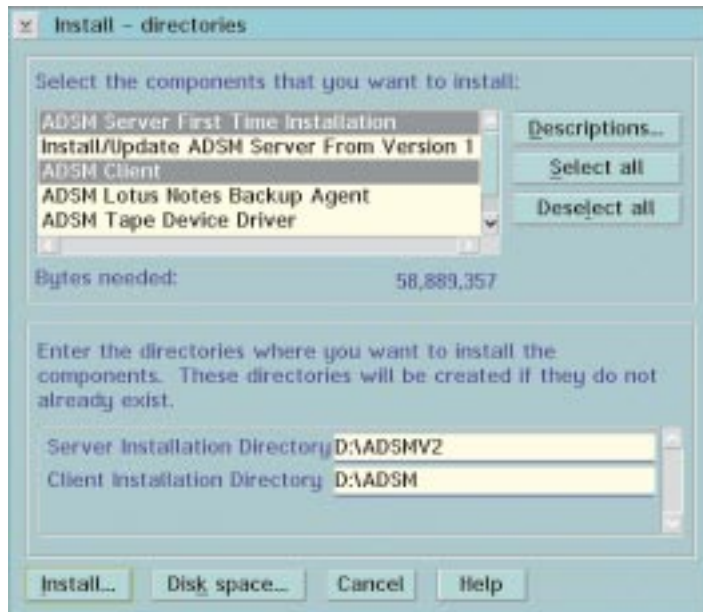 Install - directories
Select the components that you want to install:
ADSM Server First Time Installation
Install/Update ADSM Server From Version 1
ADSM Client
ADSM Lotus Notes Backup Agent
ADSM Tape Device Driver
Descriptions...
Select all
Deselect all
Bytes needed: 58,889,357
Enter the directories where you want to install the
components. These directories will be created if they do not
already exist.
Server Installation Directory D:\ADSMV2
Client Installation Directory D:\ADSM
Install... Disk space... Cancel Help